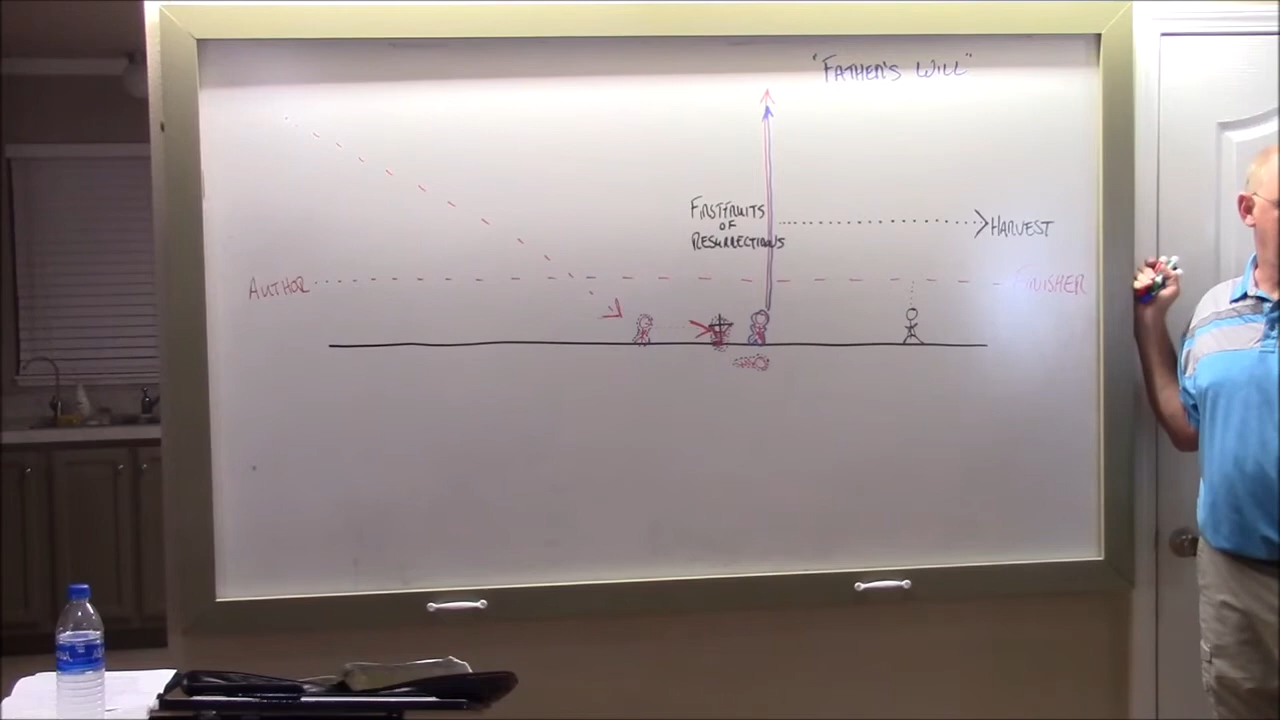 "FATHER'S WILL"
FIRSTFRUITS
OF
RESURRECTIONS
HARVEST
AUTHOR
FINISHER